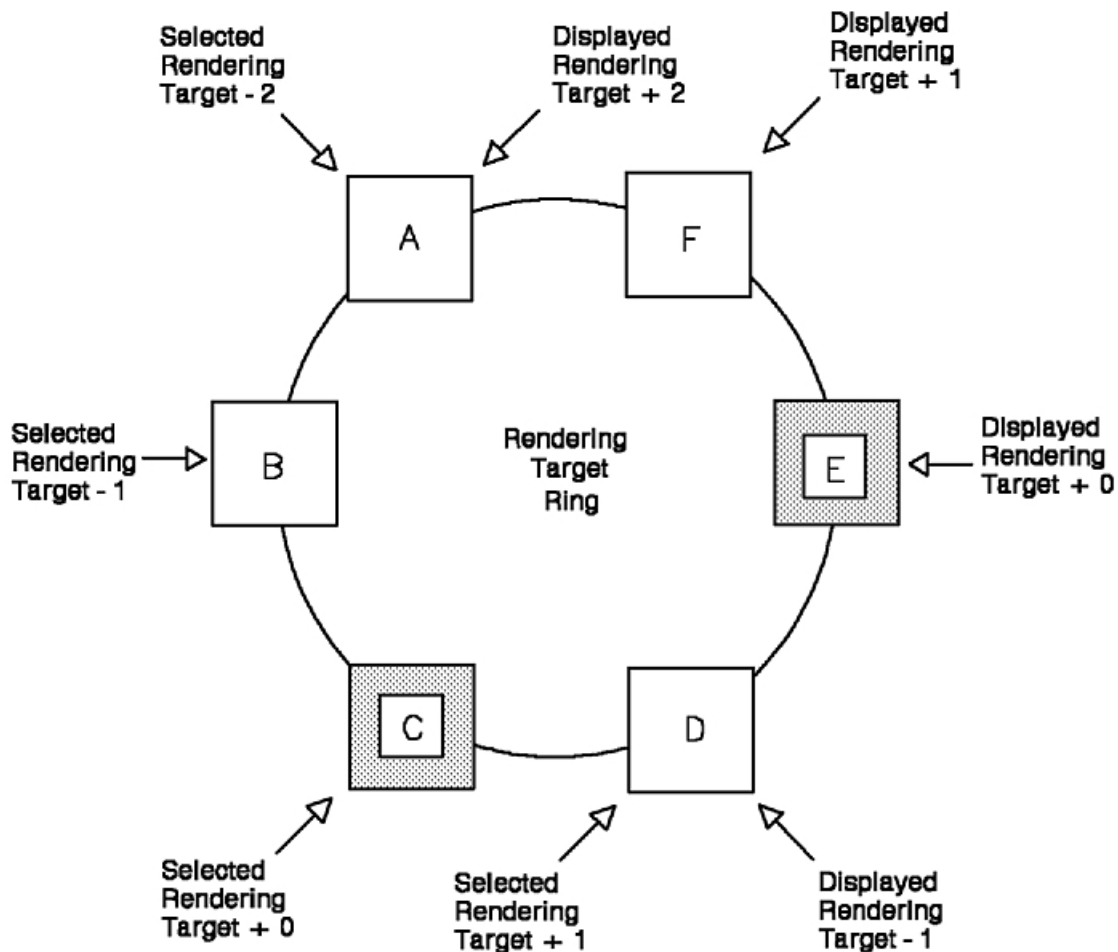 Selected
Rendering
Target - 2
Displayed
Rendering
Target + 2
Displayed
Rendering
Target + 1
A
F
Selected
Rendering
Target - 1
B
Rendering
Target
Ring
E
Displayed
Rendering
Target + 0
C
D
Selected
Rendering
Target + 0
Selected
Rendering
Target + 1
Displayed
Rendering
Target - 1